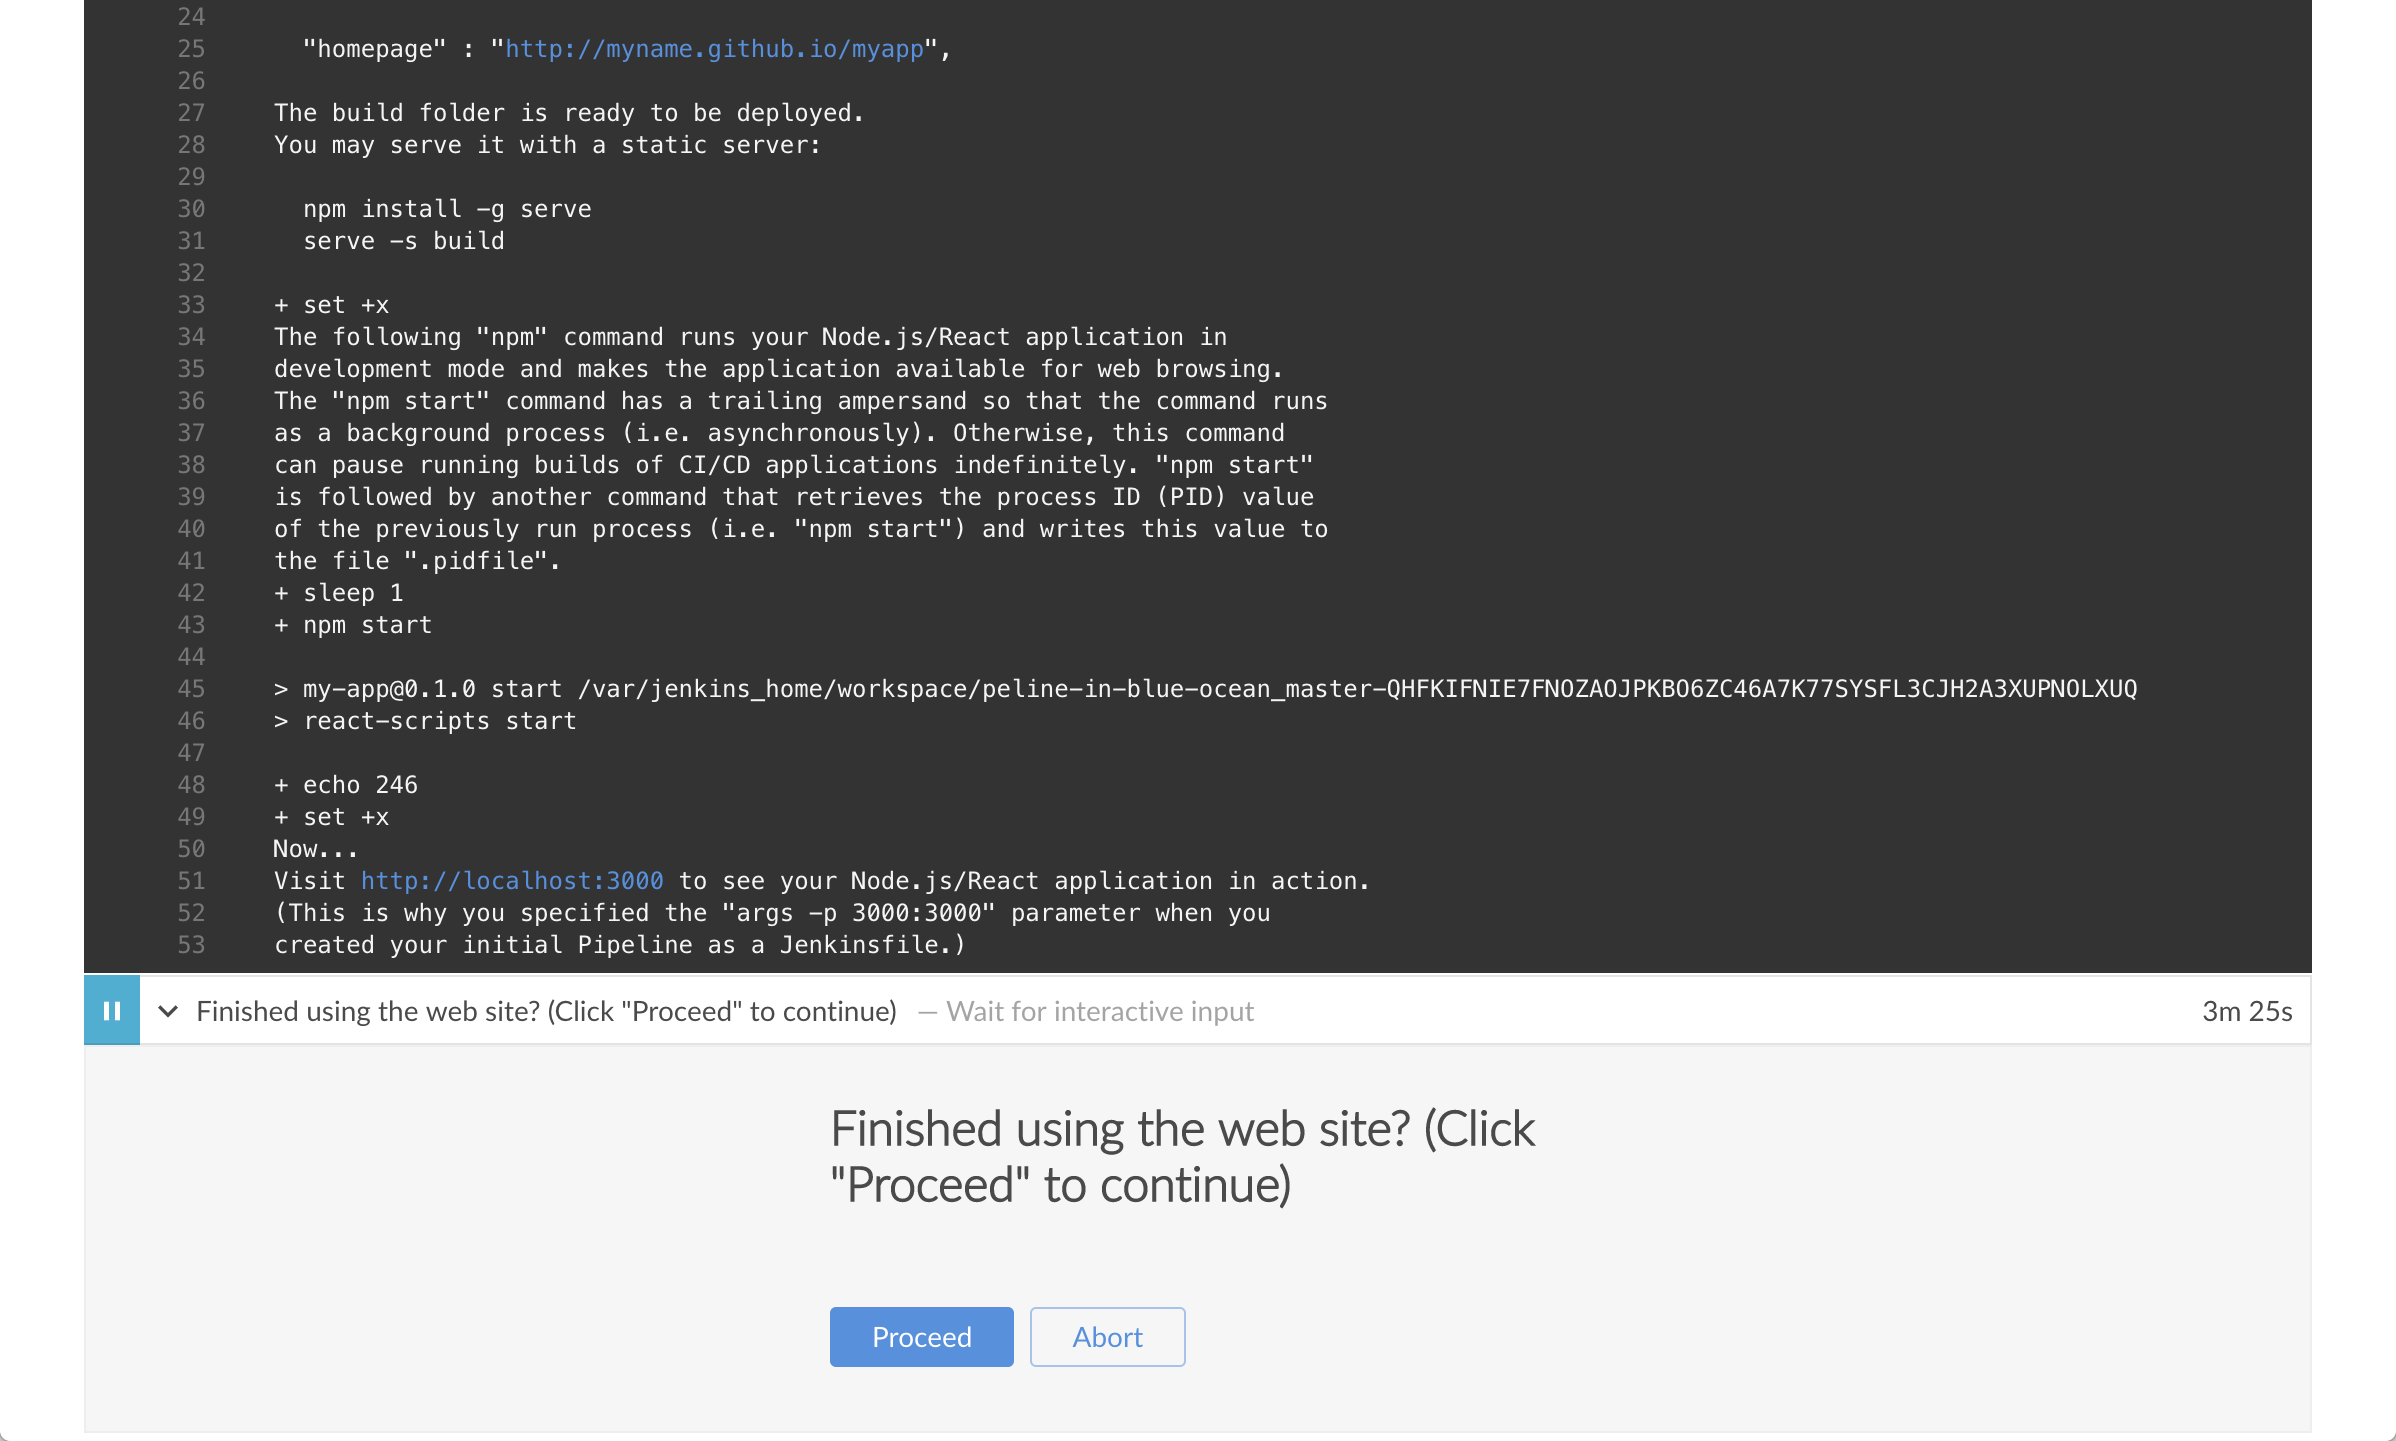 24
25 "homepage" : "http://myname.github.io/myapp",
26
27 The build folder is ready to be deployed.
28 You may serve it with a static server:
29
30 npm install -g serve
31 serve -s build
32
33 + set +x
34 The following "npm" command runs your Node.js/React application in
35 development mode and makes the application available for web browsing.
36 The "npm start" command has a trailing ampersand so that the command runs
37 as a background process (i.e. asynchronously). Otherwise, this command
38 can pause running builds of CI/CD applications indefinitely. "npm start"
39 is followed by another command that retrieves the process ID (PID) value
40 of the previously run process (i.e. "npm start") and writes this value to
41 the file ".pidfile".
42 + sleep 1
43 + npm start
44
45 > my-app@0.1.0 start /var/jenkins_home/workspace/peline-in-blue-ocean_master-QHFKIFNIE7FNOZAOJPKBO6ZC46A7K77SYSFL3CJH2A3XUPNOLXUQ
46 > react-scripts start
47
48 + echo 246
49 + set +x
50 Now...
51 Visit http://localhost:3000 to see your Node.js/React application in action.
52 (This is why you specified the "args -p 3000:3000" parameter when you
53 created your initial Pipeline as a Jenkinsfile.)
Finished using the web site? (Click "Proceed" to continue) — Wait for interactive input 3m 25s
Finished using the web site? (Click
"Proceed" to continue)
Proceed Abort